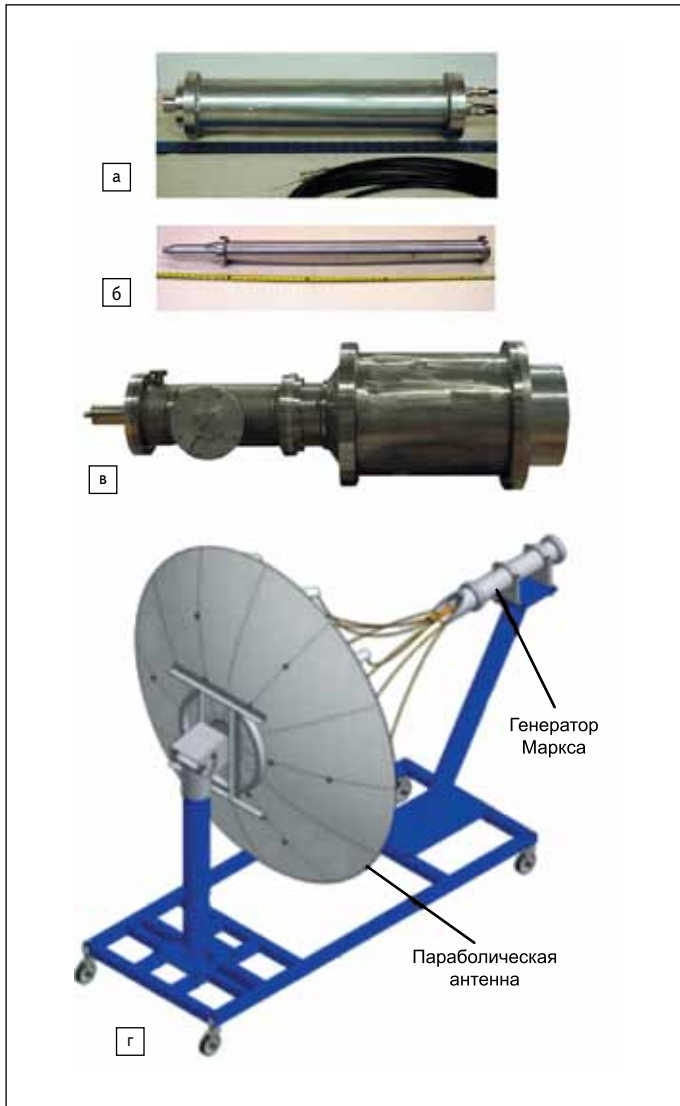 а
б
в
Генератор
Маркса
Параболическая
антенна
г